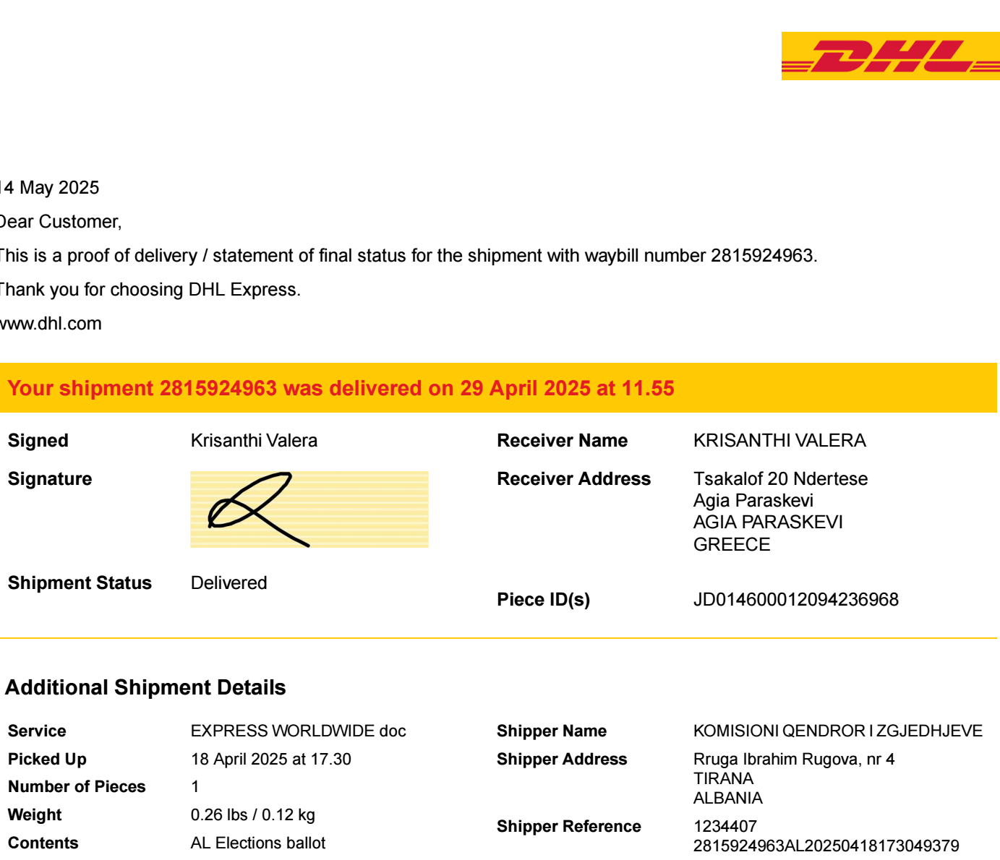 DHL
14 May 2025
Dear Customer,
This is a proof of delivery / statement of final status for the shipment with waybill number 2815924963.
Thank you for choosing DHL Express.
www.dhl.com
Your shipment 2815924963 was delivered on 29 April 2025 at 11.55
Signed Krisanthi Valera
Signature
Shipment Status Delivered
Receiver Name KRISANTHI VALERA
Receiver Address Tsakalof 20 Ndertese
Agia Paraskevi
AGIA PARASKEVI
GREECE
Piece ID(s) JD014600012094236968
Additional Shipment Details
Service EXPRESS WORLDWIDE doc
Picked Up 18 April 2025 at 17.30
Number of Pieces 1
Weight 0.26 lbs / 0.12 kg
Contents AL Elections ballot
Shipper Name KOMISIONI QENDROR I ZGJEDHJEVE
Shipper Address Rruga Ibrahim Rugova, nr 4
TIRANA
ALBANIA
Shipper Reference 1234407
2815924963AL20250418173049379